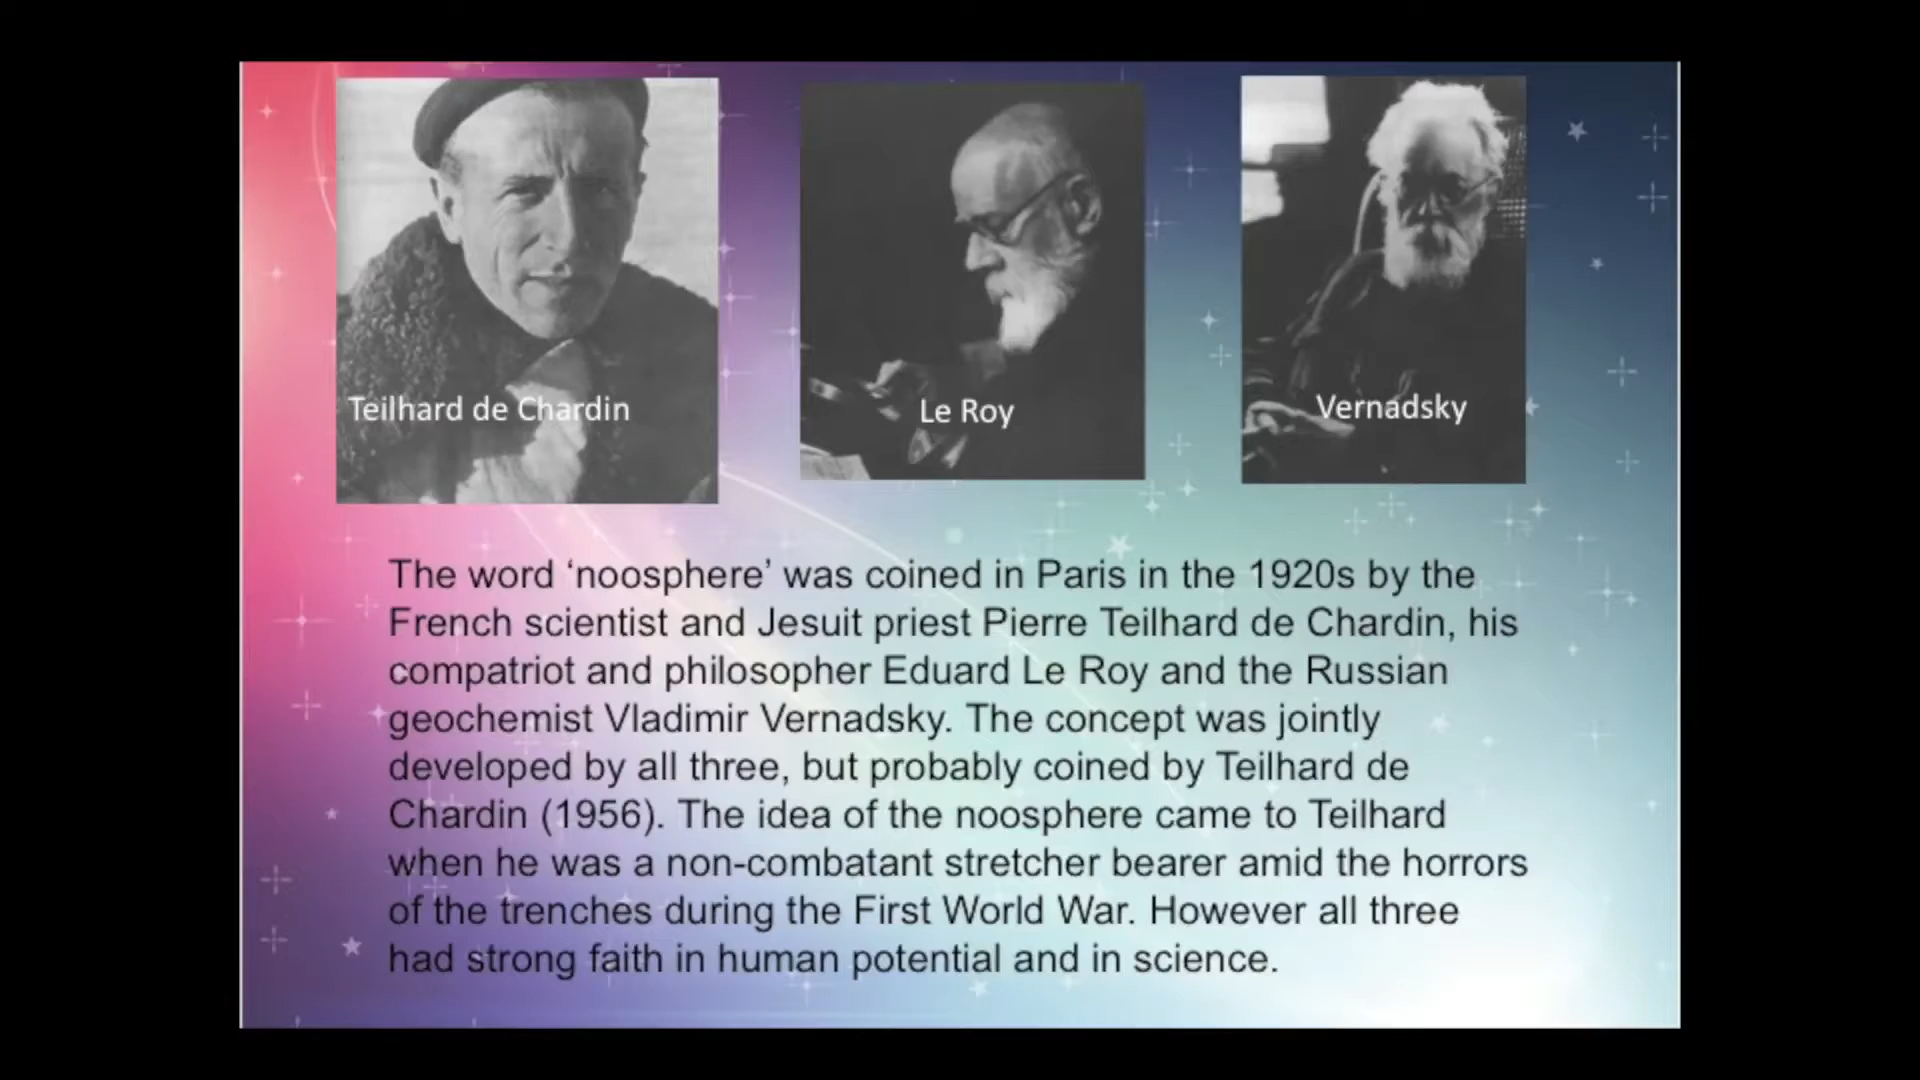 Teilhard de Chardin
Le Roy
Vernadsky
The word ‘noosphere’ was coined in Paris in the 1920s by the
French scientist and Jesuit priest Pierre Teilhard de Chardin, his
compatriot and philosopher Eduard Le Roy and the Russian
geochemist Vladimir Vernadsky. The concept was jointly
developed by all three, but probably coined by Teilhard de
Chardin (1956). The idea of the noosphere came to Teilhard
when he was a non-combatant stretcher bearer amid the horrors
of the trenches during the First World War. However all three
had strong faith in human potential and in science.